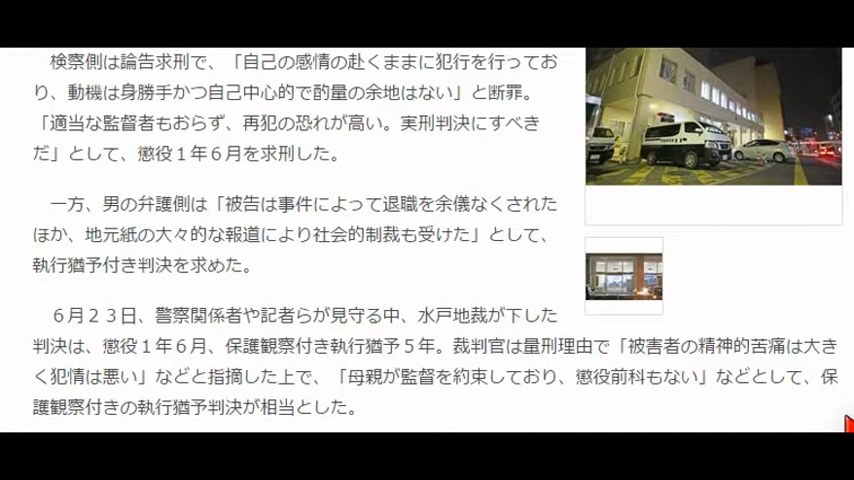 検察側は論告求刑で、「自己の感情の赴くままに犯行を行ってお
り、動機は身勝手かつ自己中心的で酌量の余地はない」と断罪。
「適当な監督者もおらず、再犯の恐れが高い。実刑判決にすべき
だ」として、懲役１年６月を求刑した。
一方、男の弁護側は「被告は事件によって退職を余儀なくされた
ほか、地元紙の大々的な報道により社会的制裁も受けた」として、
執行猶予付き判決を求めた。
６月２３日、警察関係者や記者らが見守る中、水戸地裁が下した
判決は、懲役１年６月、保護観察付き執行猶予５年。裁判官は量刑理由で「被害者の精神的苦痛は大き
く犯情は悪い」などと指摘した上で、「母親が監督を約束しており、懲役前科もない」などとして、保
護観察付きの執行猶予判決が相当とした。